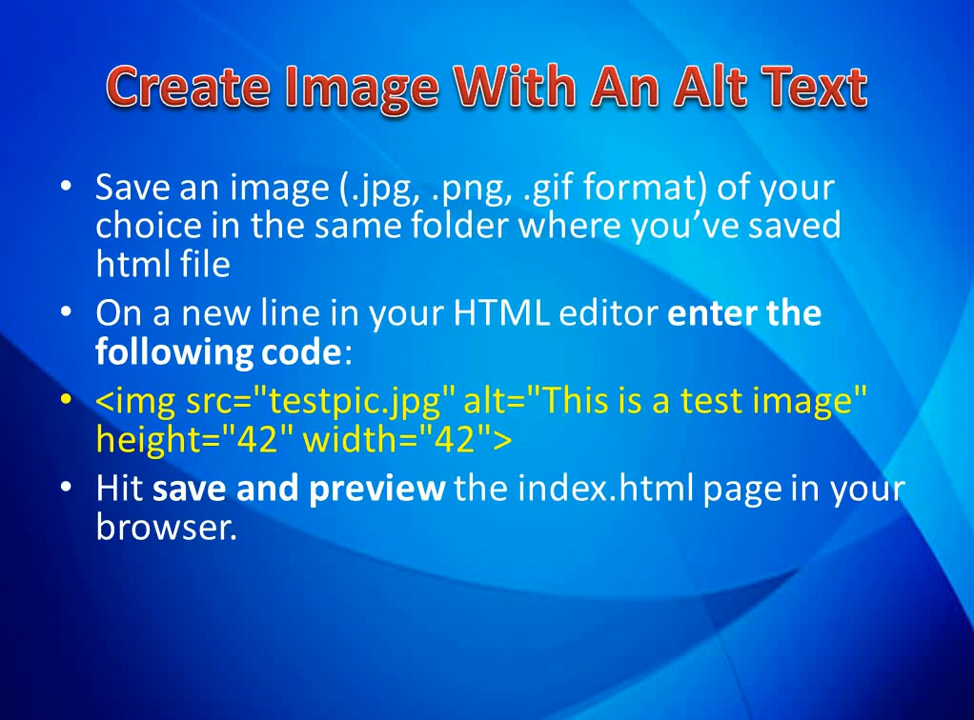 Create Image With An Alt Text
• Save an image (.jpg, .png, .gif format) of your
choice in the same folder where you’ve saved
html file
• On a new line in your HTML editor enter the
following code:
• <img src="testpic.jpg" alt="This is a test image"
height="42" width="42">
• Hit save and preview the index.html page in your
browser.